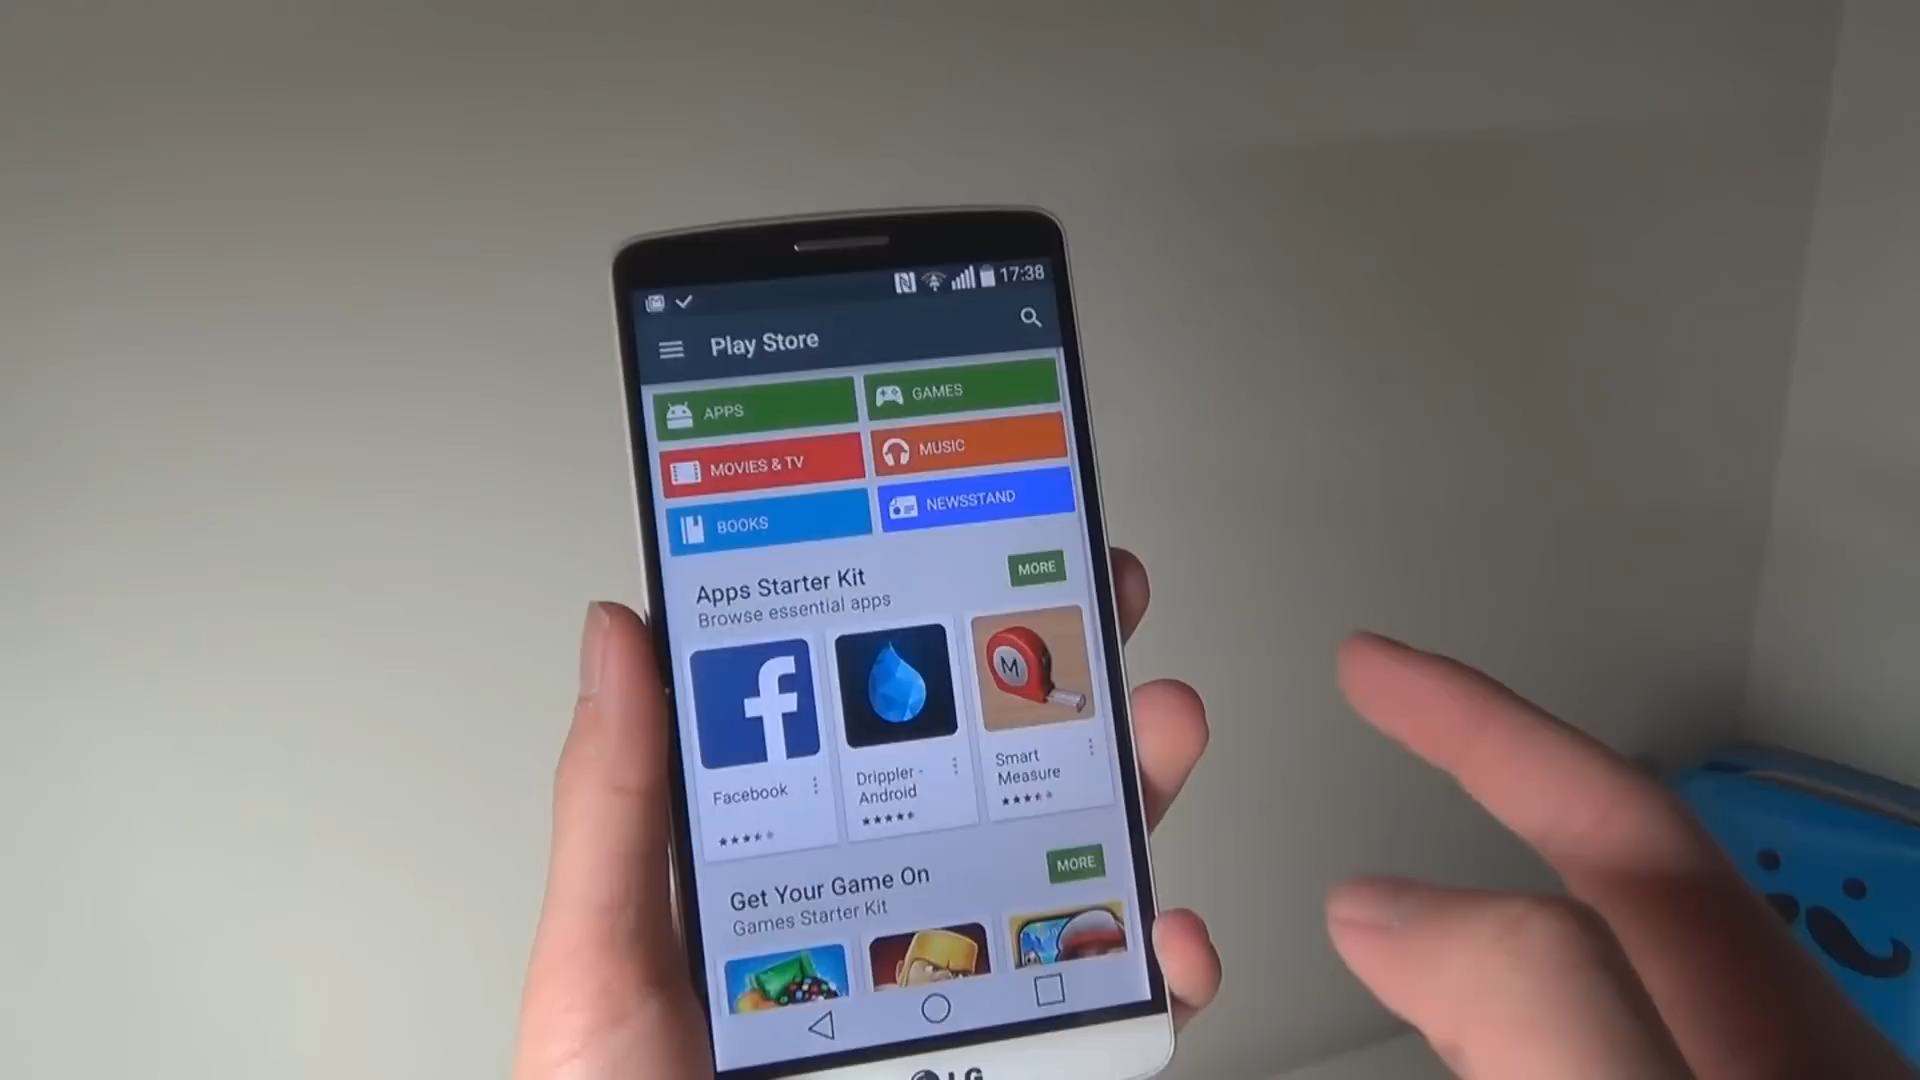 17:38
Play Store
APPS
GAMES
MOVIES & TV
MUSIC
BOOKS
NEWSSTAND
Apps Starter Kit
MORE
Browse essential apps
M
Facebook
Drippler -
Android
Smart
Measure
Get Your Game On
MORE
Games Starter Kit
LG